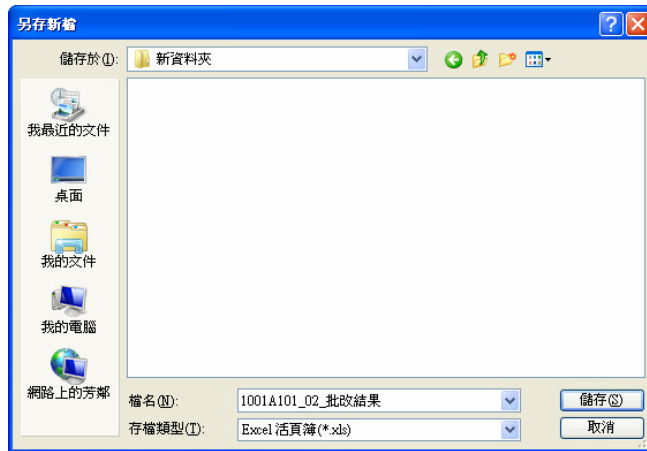 另存新檔
儲存於(I):
新資料夾
我最近的文件
桌面
我的文件
我的電腦
網路上的芳鄰
檔名(N):
1001A101_02_批改結果
儲存(S)
存檔類型(T):
Excel 活頁簿(*.xls)
取消